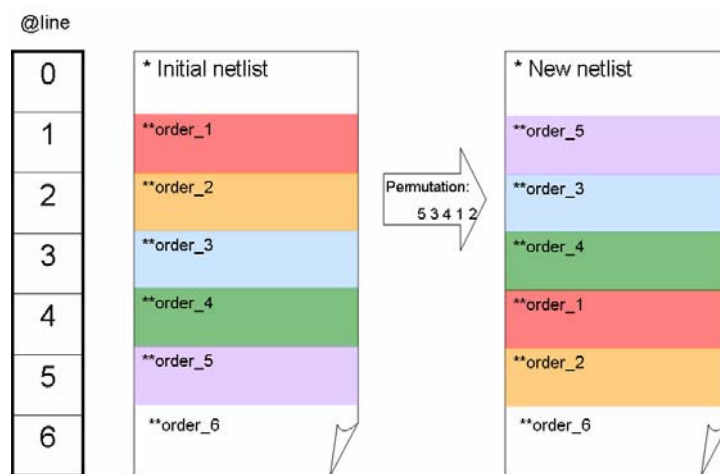 @line
0
1
2
3
4
5
6
* Initial netlist
**order_1
**order_2
**order_3
**order_4
**order_5
**order_6
Permutation:
5 3 4 1 2
* New netlist
**order_5
**order_3
**order_4
**order_1
**order_2
**order_6